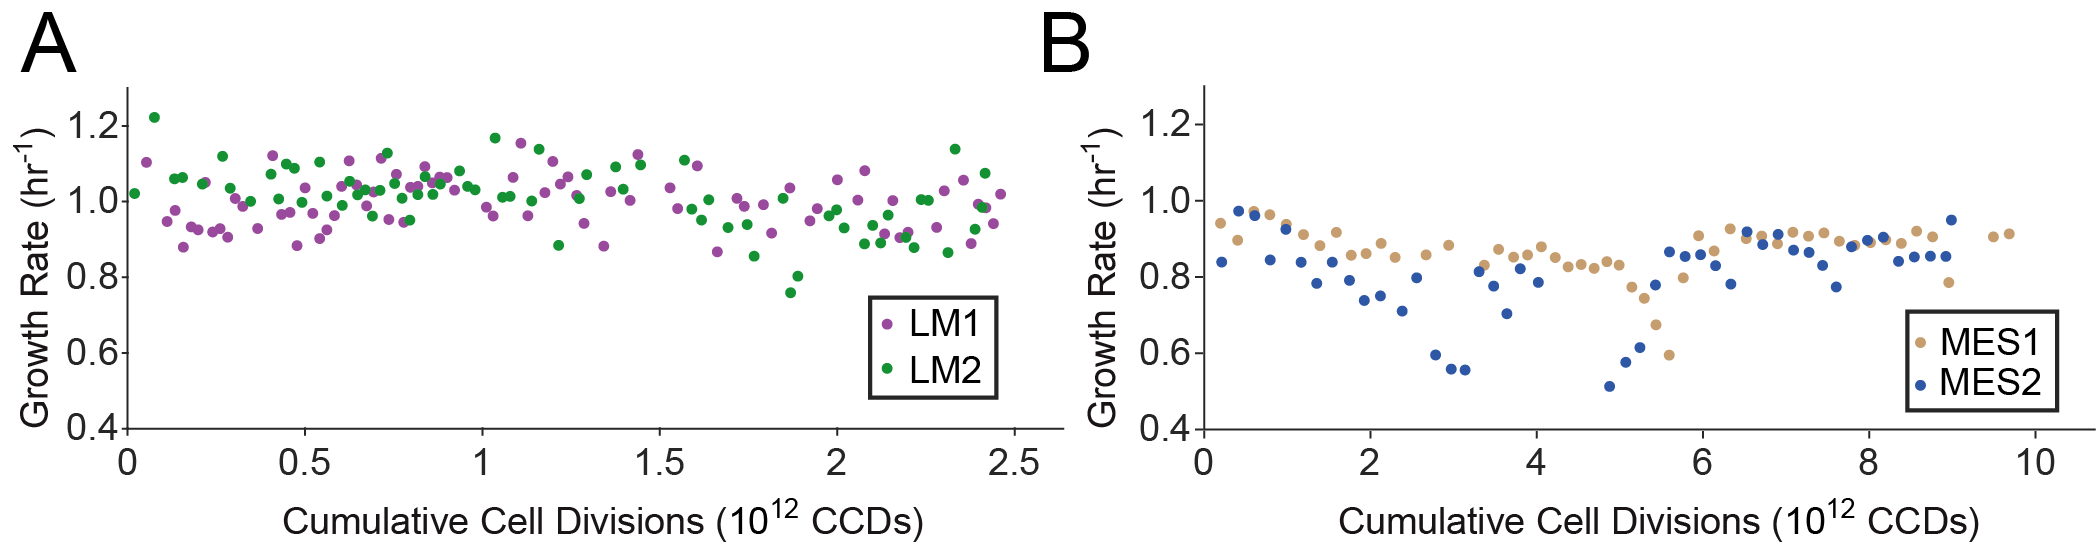 A
Growth Rate (hr⁻¹)
1.2
1.0
0.8
0.6
0.4
0
0.5
1
1.5
2
2.5
Cumulative Cell Divisions (10¹² CCDs)
LM1
LM2
B
Growth Rate (hr⁻¹)
1.2
1.0
0.8
0.6
0.4
0
2
4
6
8
10
Cumulative Cell Divisions (10¹² CCDs)
MES1
MES2